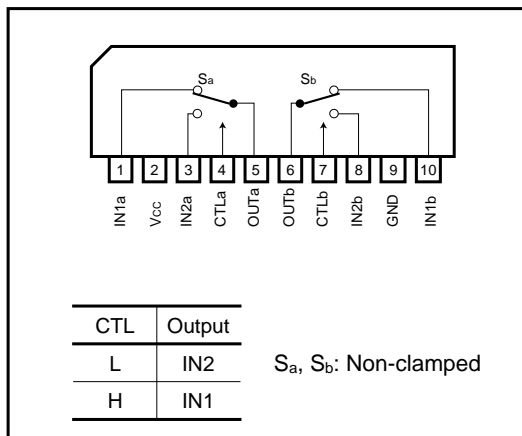 Sa Sb
1 2 3 4 5 6 7 8 9 10
IN1a Vcc IN2a CTLa OUTa OUTb CTLb IN2b GND IN1b
CTL Output
L IN2
H IN1
Sa, Sb: Non-clamped